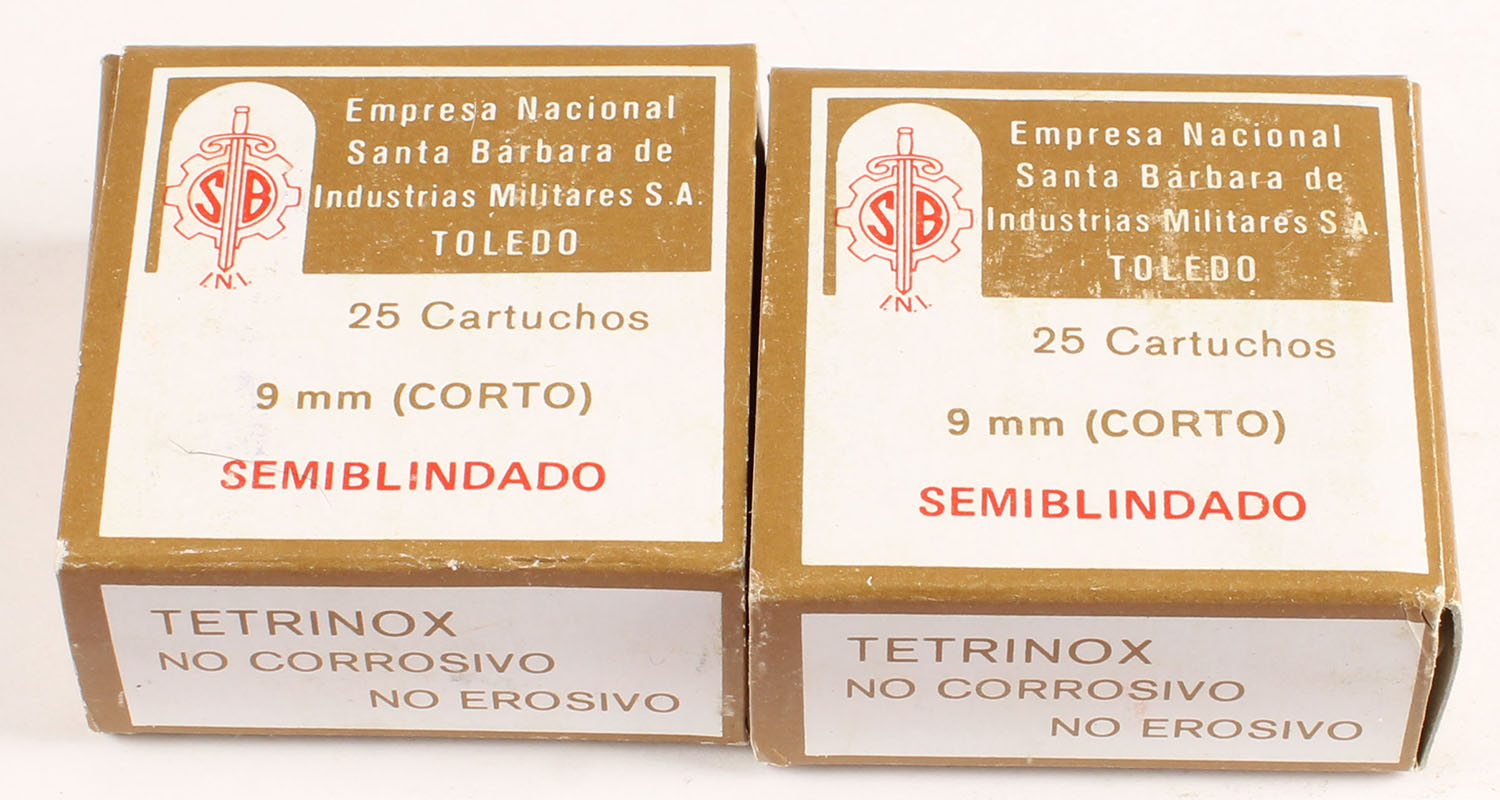 Empresa Nacional
Santa Bárbara de
Industrias Militares S.A.
TOLEDO
SB
I.N.I.
25 Cartuchos
9 mm (CORTO)
SEMIBLINDADO
TETRINOX
NO CORROSIVO
NO EROSIVO
Empresa Nacional
Santa Bárbara de
Industrias Militares S.A.
TOLEDO
SB
I.N.I.
25 Cartuchos
9 mm (CORTO)
SEMIBLINDADO
TETRINOX
NO CORROSIVO
NO EROSIVO